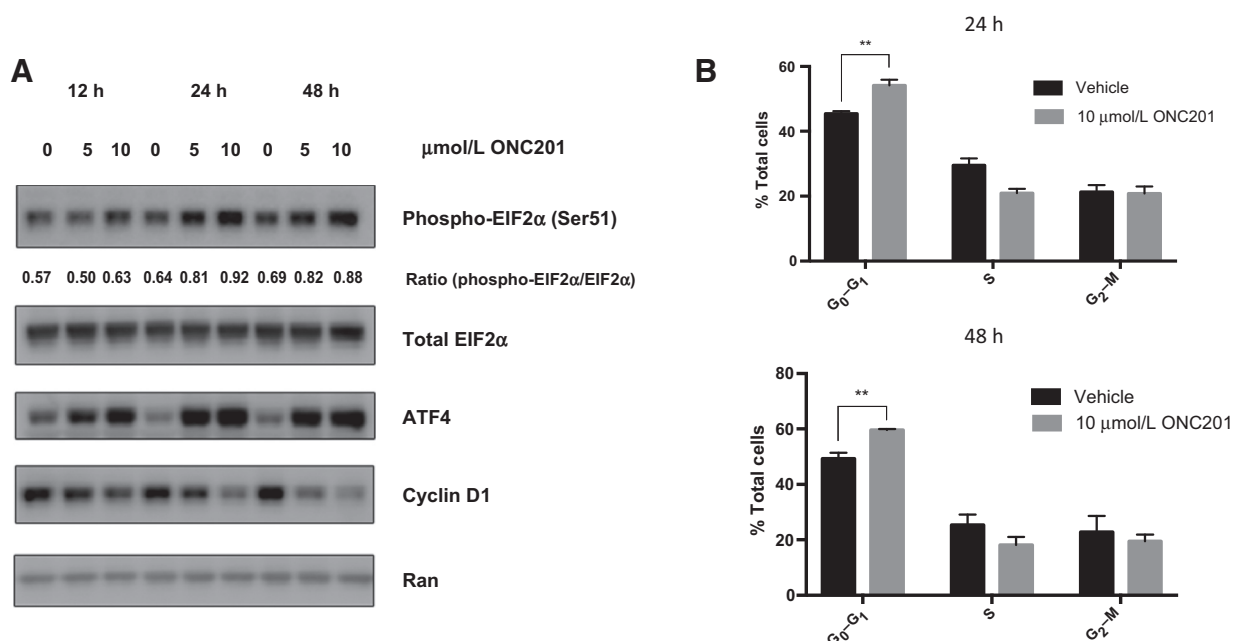 A
12 h 24 h 48 h
0 5 10 0 5 10 0 5 10 μmol/L ONC201
Phospho-EIF2α (Ser51)
0.57 0.50 0.63 0.64 0.81 0.92 0.69 0.82 0.88 Ratio (phospho-EIF2α/EIF2α)
Total EIF2α
ATF4
Cyclin D1
Ran
B
24 h
**
Vehicle
10 μmol/L ONC201
% Total cells
60
40
20
0
G₀–G₁
S
G₂–M
48 h
**
Vehicle
10 μmol/L ONC201
% Total cells
80
60
40
20
0
G₀–G₁
S
G₂–M